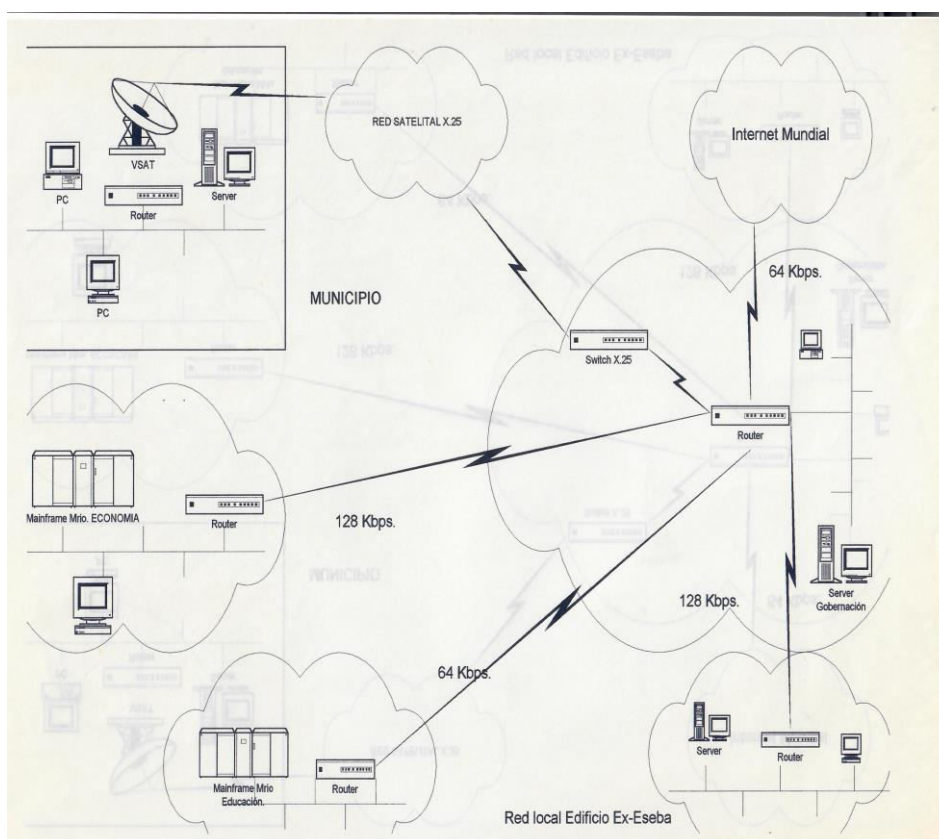 RED SATELITAL X.25
Internet Mundial
VSAT
PC
Router
Server
PC
MUNICIPIO
64 Kbps.
Switch X.25
Router
Mainframe Mrio. ECONOMIA
Router
128 Kbps.
Server
Gobernación
128 Kbps.
64 Kbps.
Mainframe Mrio
Educación.
Router
Server
Router
Red local Edificio Ex-Eseba